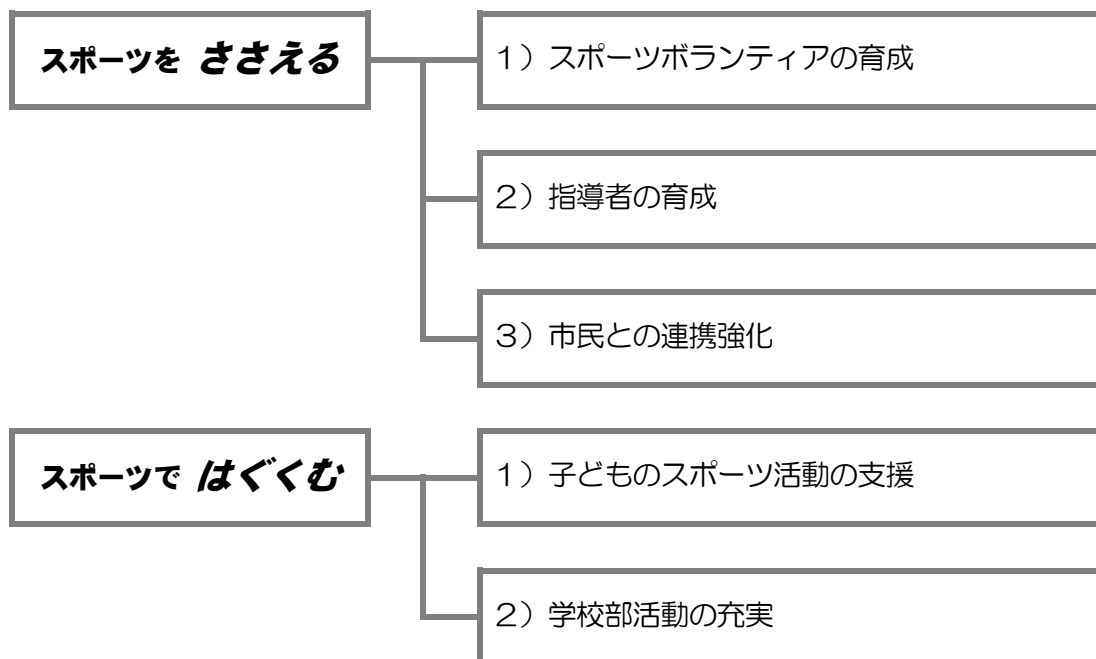 スポーツを ささえる
1）スポーツボランティアの育成
2）指導者の育成
3）市民との連携強化
スポーツで はぐくむ
1）子どものスポーツ活動の支援
2）学校部活動の充実